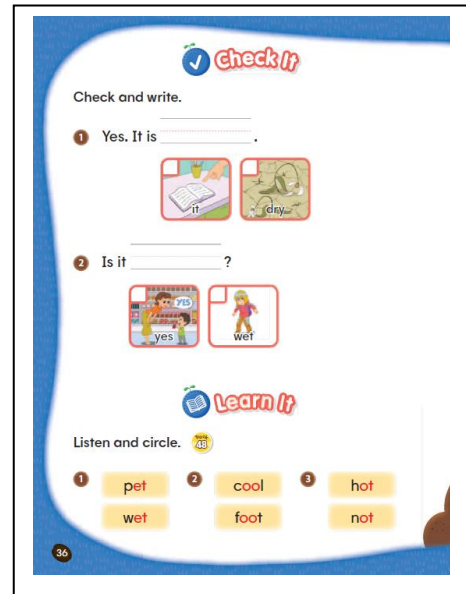 Check It
Check and write.
1 Yes. It is .
it dry
2 Is it ?
YES
yes wet
Learn It
Listen and circle. Track 48
1 pet 2 cool 3 hot
wet foot not
36